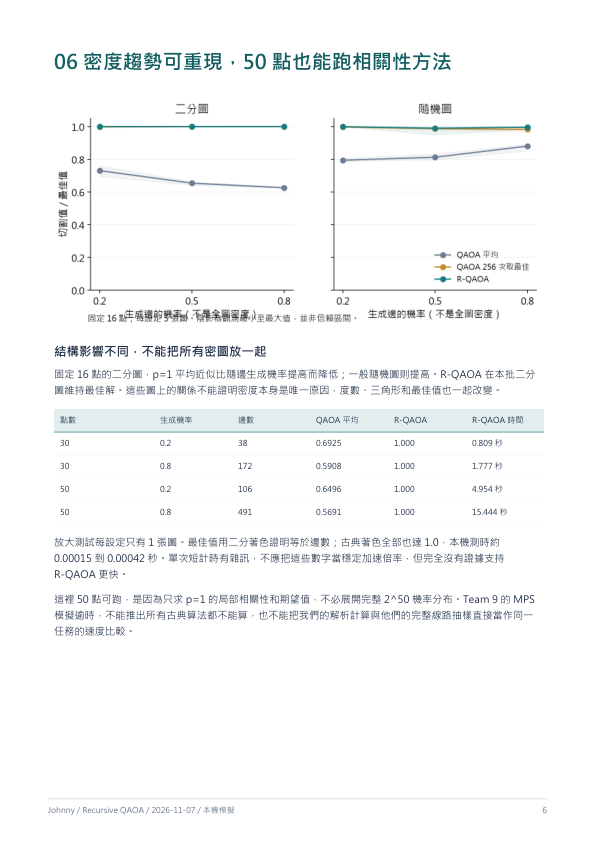 06 密度趨勢可重現，50 點也能跑相關性方法
二分圖
隨機圖
切割值 / 最佳值
1.0
0.8
0.6
0.4
0.2
0.0
0.2 0.5 0.8
0.2 0.5 0.8
QAOA 平均
QAOA 256 次取最佳
R-QAOA
生成邊的機率（不是全圖密度）
生成邊的機率（不是全圖密度）
固定 16 點；每設定 5 張圖。陰影為觀測最小至最大值，並非信賴區間。
結構影響不同，不能把所有密圖放一起
固定 16 點的二分圖，p=1 平均近似比隨邊生成機率提高而降低；一般隨機圖則提高。R-QAOA 在本批二分
圖維持最佳解。這些圖上的關係不能證明密度本身是唯一原因，度數、三角形和最佳值也一起改變。
點數 生成機率 邊數 QAOA 平均 R-QAOA R-QAOA 時間
30 0.2 38 0.6925 1.000 0.809 秒
30 0.8 172 0.5908 1.000 1.777 秒
50 0.2 106 0.6496 1.000 4.954 秒
50 0.8 491 0.5691 1.000 15.444 秒
放大測試每設定只有 1 張圖。最佳值用二分著色證明等於邊數；古典著色全部也達 1.0，本機測時約
0.00015 到 0.00042 秒。單次短計時有雜訊，不應把這些數字當穩定加速倍率，但完全沒有證據支持
R-QAOA 更快。
這裡 50 點可跑，是因為只求 p=1 的局部相關性和期望值，不必展開完整 2^50 機率分布。Team 9 的 MPS
模擬逾時，不能推出所有古典算法都不能算，也不能把我們的解析計算與他們的完整線路抽樣直接當作同一
任務的速度比較。
Johnny / Recursive QAOA / 2026-11-07 / 本機模擬
6